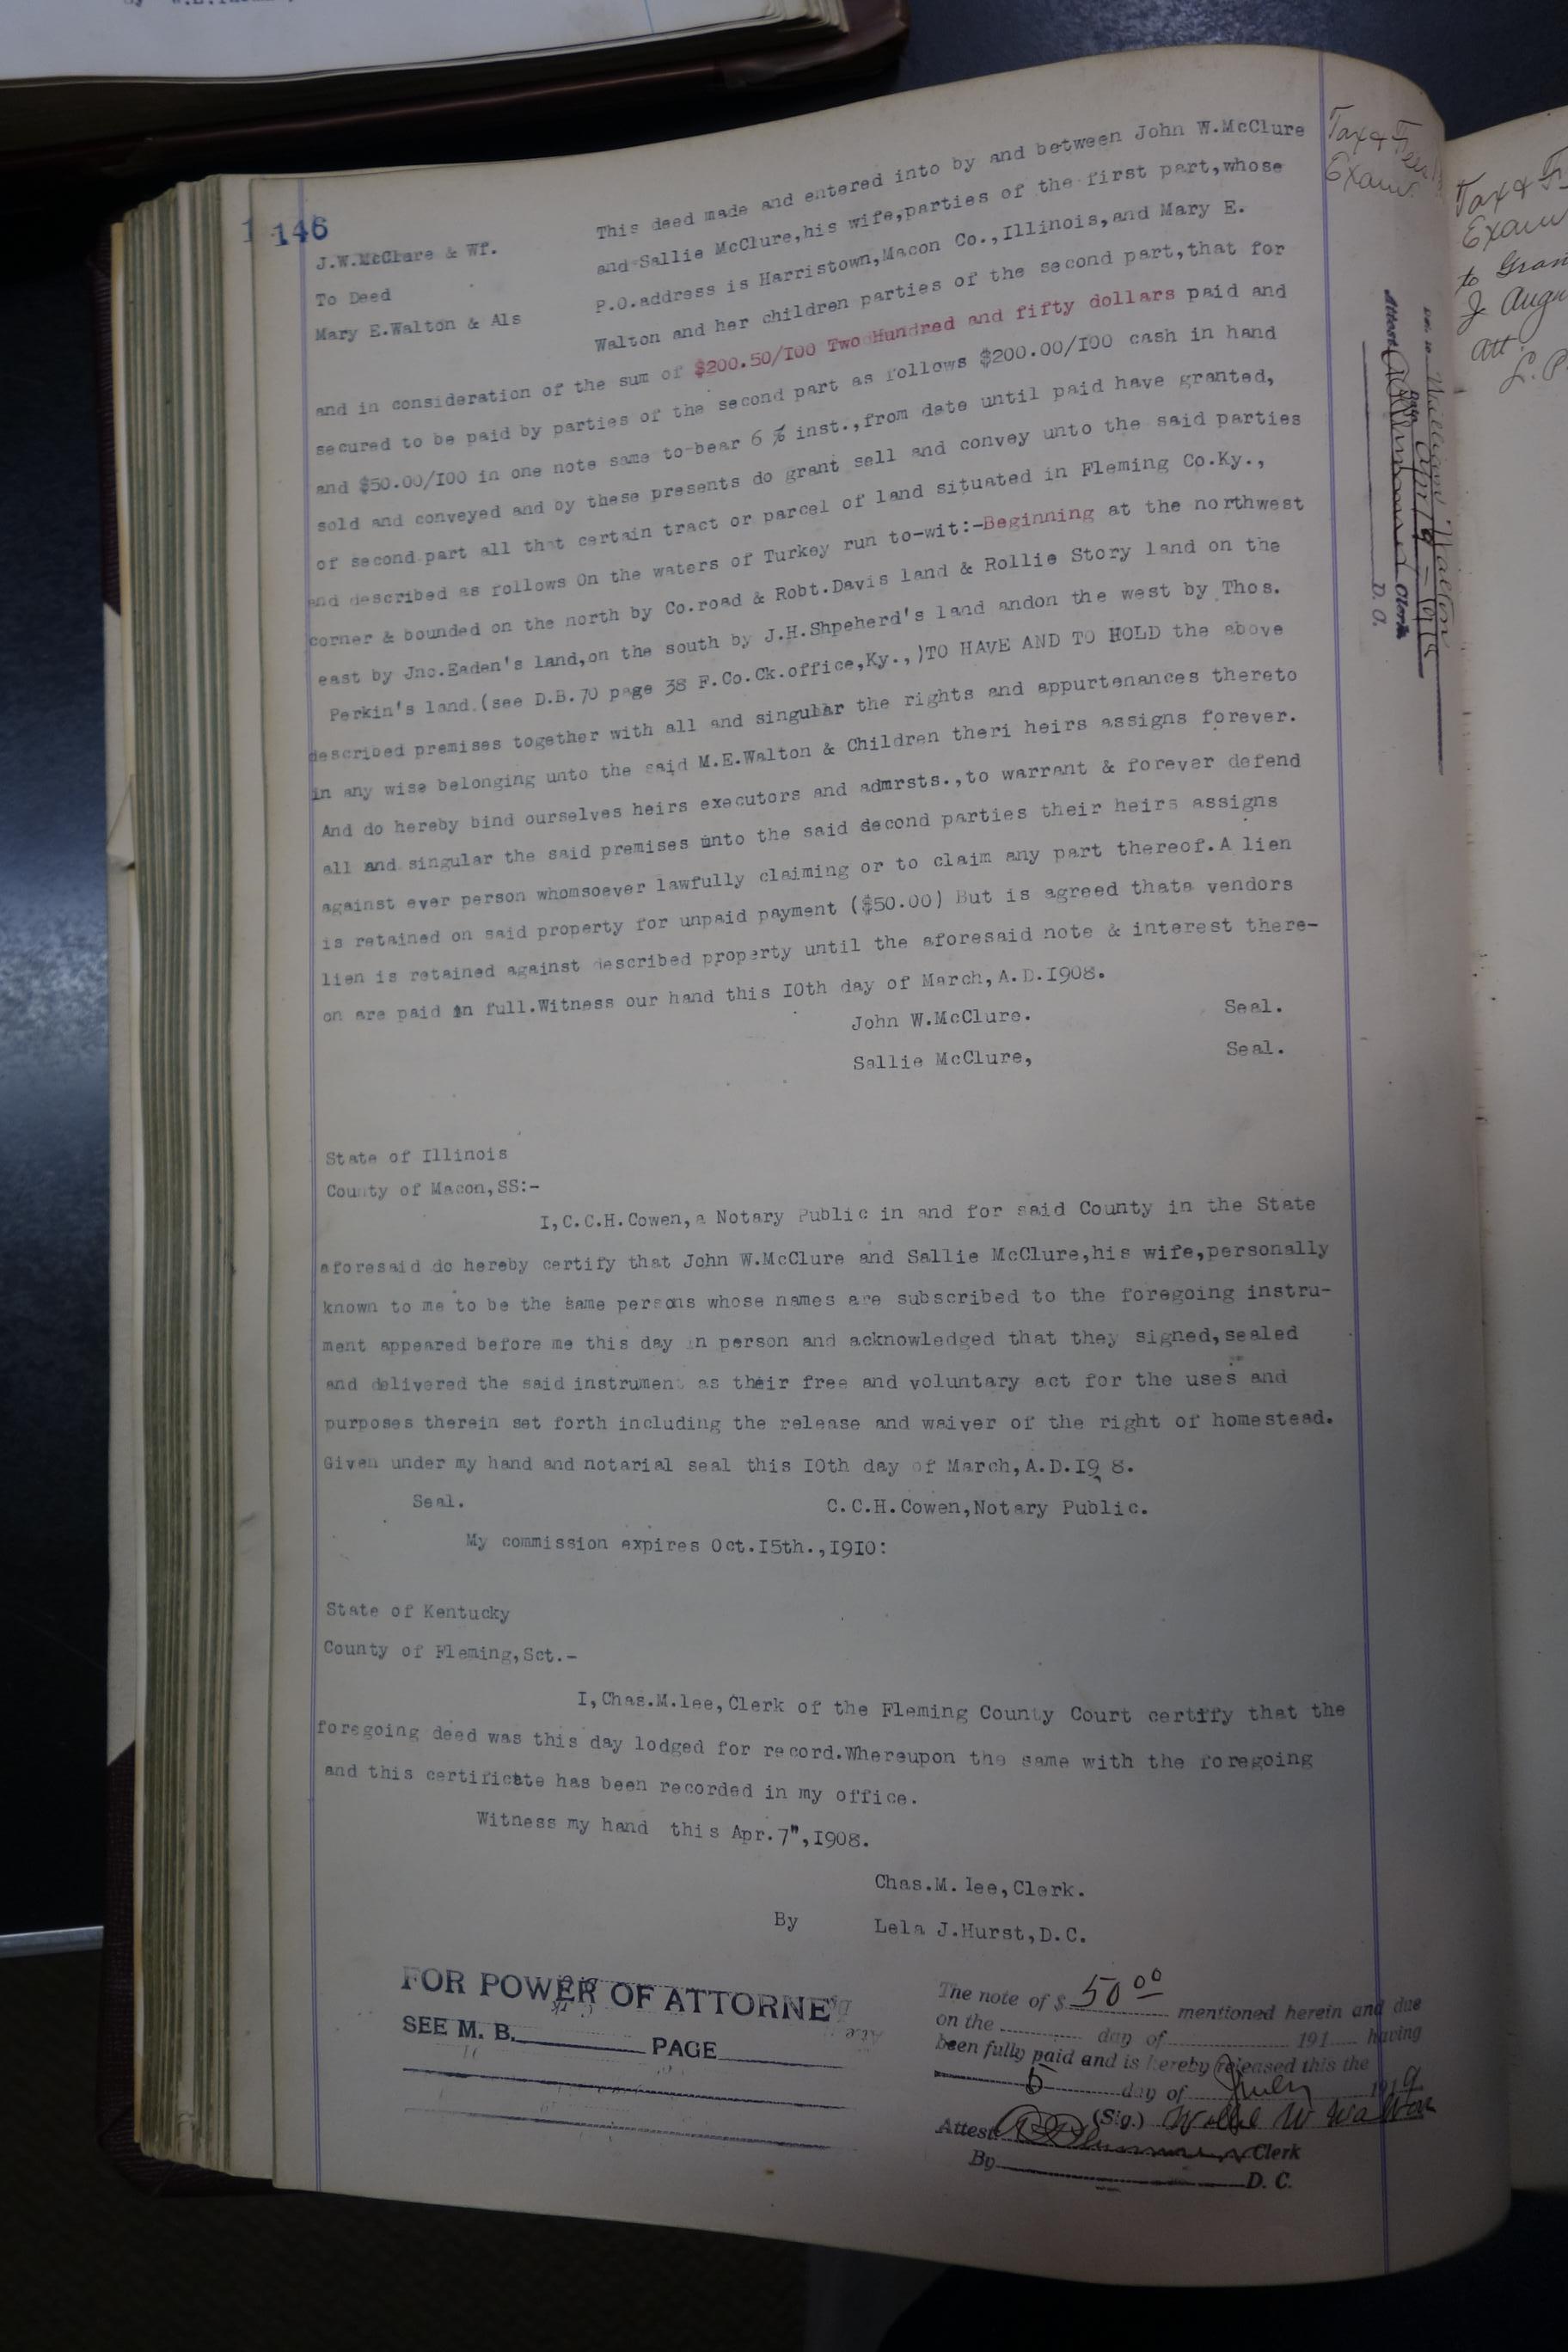 146
J.W.McClure & Wf.
To Deed
Mary E.Walton & Als
This deed made and entered into by and between John W.McClure
and Sallie McClure,his wife,parties of the first part,whose
P.O.address is Harristown,Macon Co.,Illinois,and Mary E.
Walton and her children parties of the second part,that for
and in consideration of the sum of $200.50/100 Two Hundred and fifty dollars paid and
secured to be paid by parties of the second part as follows $200.00/100 cash in hand
and $50.00/100 in one note same to bear 6 % inst.,from date until paid have granted,
sold and conveyed and by these presents do grant sell and convey unto the said parties
of second part all that certain tract or parcel of land situated in Fleming Co.Ky.,
and described as follows On the waters of Turkey run to-wit:-Beginning at the northwest
corner & bounded on the north by Co.road & Robt.Davis land & Rollie Story land on the
east by Jno.Eaden's land,on the south by J.H.Shpeherd's land andon the west by Thos.
Perkin's land.(see D.B.70 page 38 F.Co.Ck.office,Ky.,)TO HAVE AND TO HOLD the above
described premises together with all and singular the rights and appurtenances thereto
in any wise belonging unto the said M.E.Walton & Children theri heirs assigns forever.
And do hereby bind ourselves heirs executors and admrsts.,to warrant & forever defend
all and singular the said premises unto the said second parties their heirs assigns
against ever person whomsoever lawfully claiming or to claim any part thereof.A lien
is retained on said property for unpaid payment ($50.00) But is agreed thata vendors
lien is retained against described property until the aforesaid note & interest there-
on are paid in full.Witness our hand this 10th day of March,A.D.1908.
John W.McClure. Seal.
Sallie McClure, Seal.
State of Illinois
County of Macon,SS:-
I,C.C.H.Cowen,a Notary Public in and for said County in the State
aforesaid do hereby certify that John W.McClure and Sallie McClure,his wife,personally
known to me to be the same persons whose names are subscribed to the foregoing instru-
ment appeared before me this day in person and acknowledged that they signed,sealed
and delivered the said instrument as their free and voluntary act for the uses and
purposes therein set forth including the release and waiver of the right of homestead.
Given under my hand and notarial seal this 10th day of March,A.D.19 8.
Seal. C.C.H.Cowen,Notary Public.
My commission expires Oct.15th.,1910:
State of Kentucky
County of Fleming,Sct.-
I,Chas.M.lee,Clerk of the Fleming County Court certify that the
foregoing deed was this day lodged for record.Whereupon the same with the foregoing
and this certificate has been recorded in my office.
Witness my hand this Apr.7",1908.
Chas.M.lee,Clerk.
By Lela J.Hurst,D.C.
FOR POWER OF ATTORNEY
SEE M. B. PAGE
The note of $ 50 00 mentioned herein and due
on the day of 191 having
been fully paid and is hereby released this the
5 day of July 1919
(Sig.) W Walton
Attest Clerk
By D. C.
Tax &
Exam
Attest Clerk
D. C.
William Walton
Date
Tax &
Exam
to Gran
J Augu
Att
L. P.